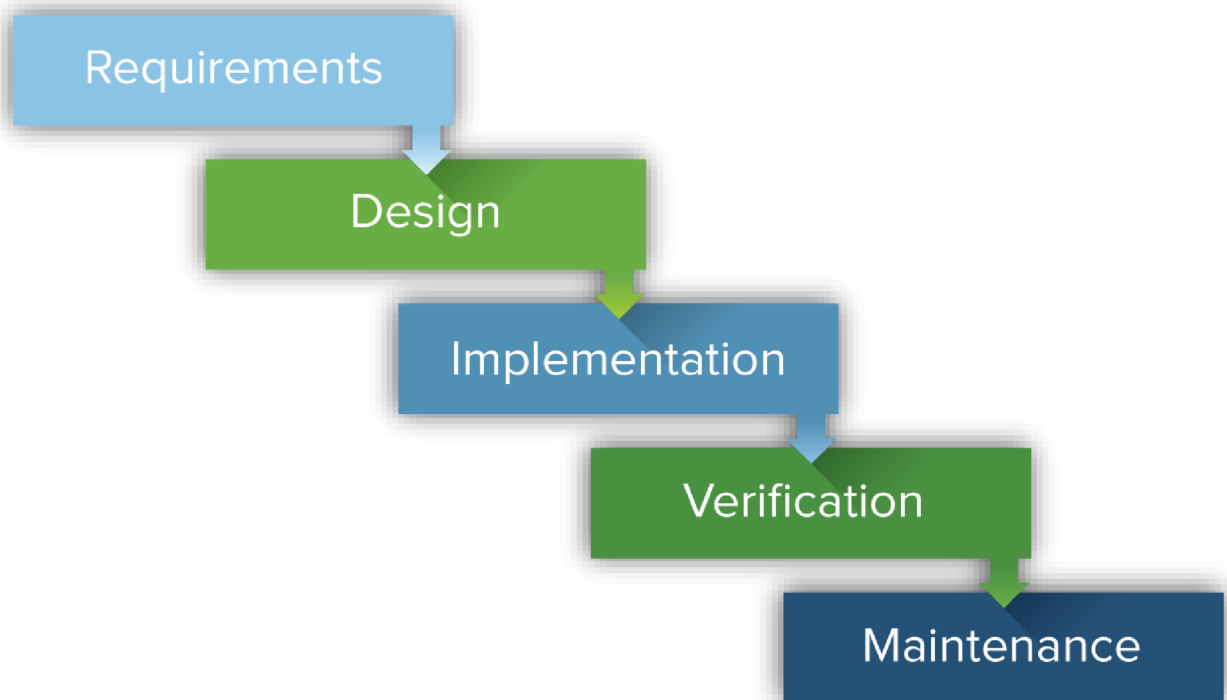 Requirements
Design
Implementation
Verification
Maintenance